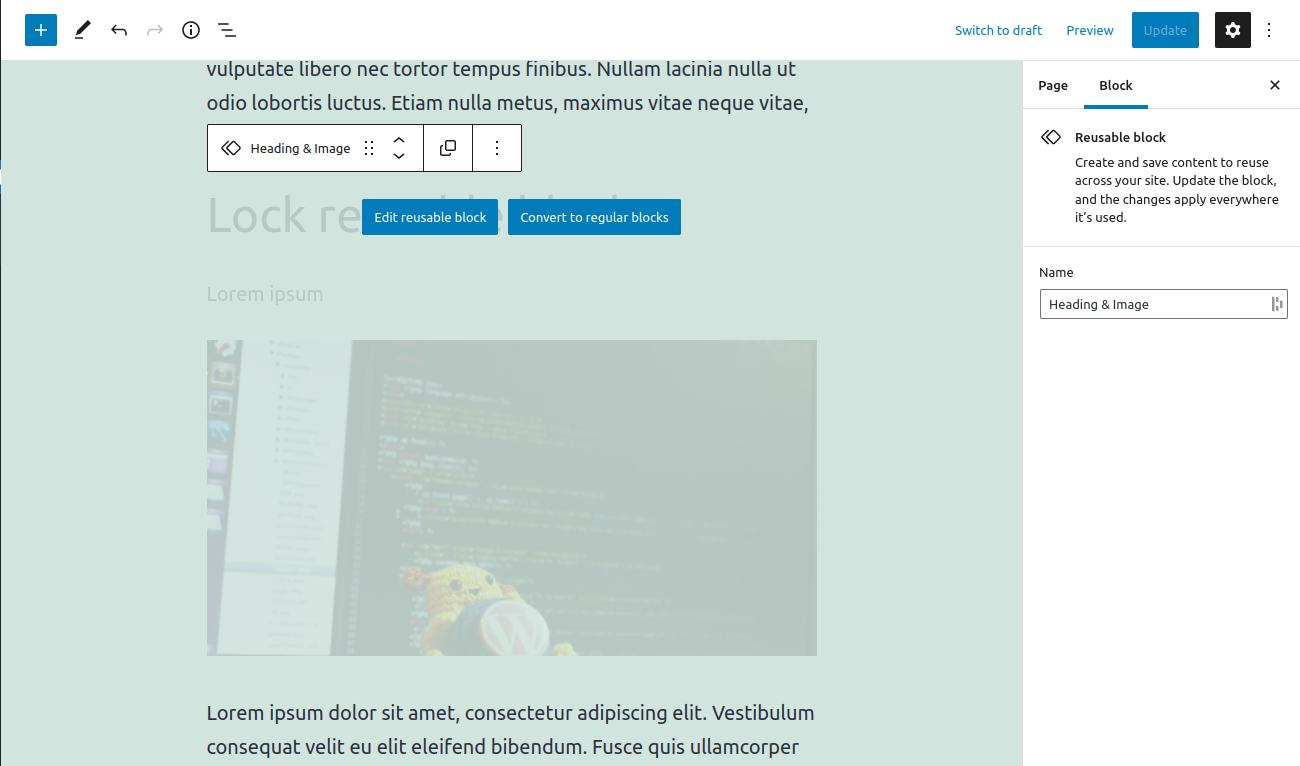 Switch to draft
Preview
Update
vulputate libero nec tortor tempus finibus. Nullam lacinia nulla ut
odio lobortis luctus. Etiam nulla metus, maximus vitae neque vitae,
Heading & Image
Lock re
Edit reusable block
Convert to regular blocks
Lorem ipsum
Lorem ipsum dolor sit amet, consectetur adipiscing elit. Vestibulum
consequat velit eu elit eleifend bibendum. Fusce quis ullamcorper
Page
Block
Reusable block
Create and save content to reuse
across your site. Update the block,
and the changes apply everywhere
it’s used.
Name
Heading & Image